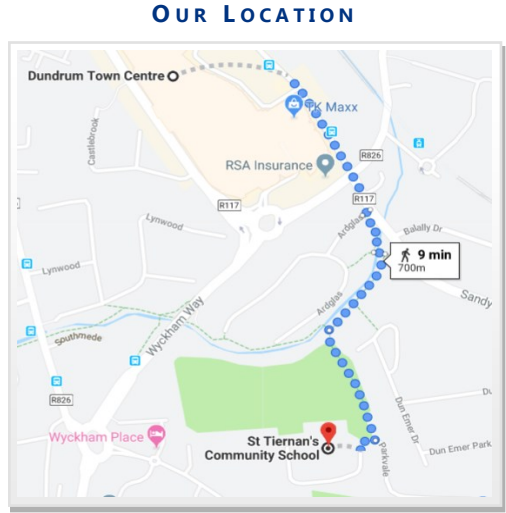 OUR LOCATION
Dundrum Town Centre
TK Maxx
Castlebrook
RSA Insurance
R826
R117
R117
Lynwood
Ardglas
Balally Dr
9 min
700m
Lynwood
Ardglas
Sandy
Wyckham Way
Southmede
R826
Dun Emer Dr
Wyckham Place
St Tiernan's
Community School
Parkvale
Dun Emer Park